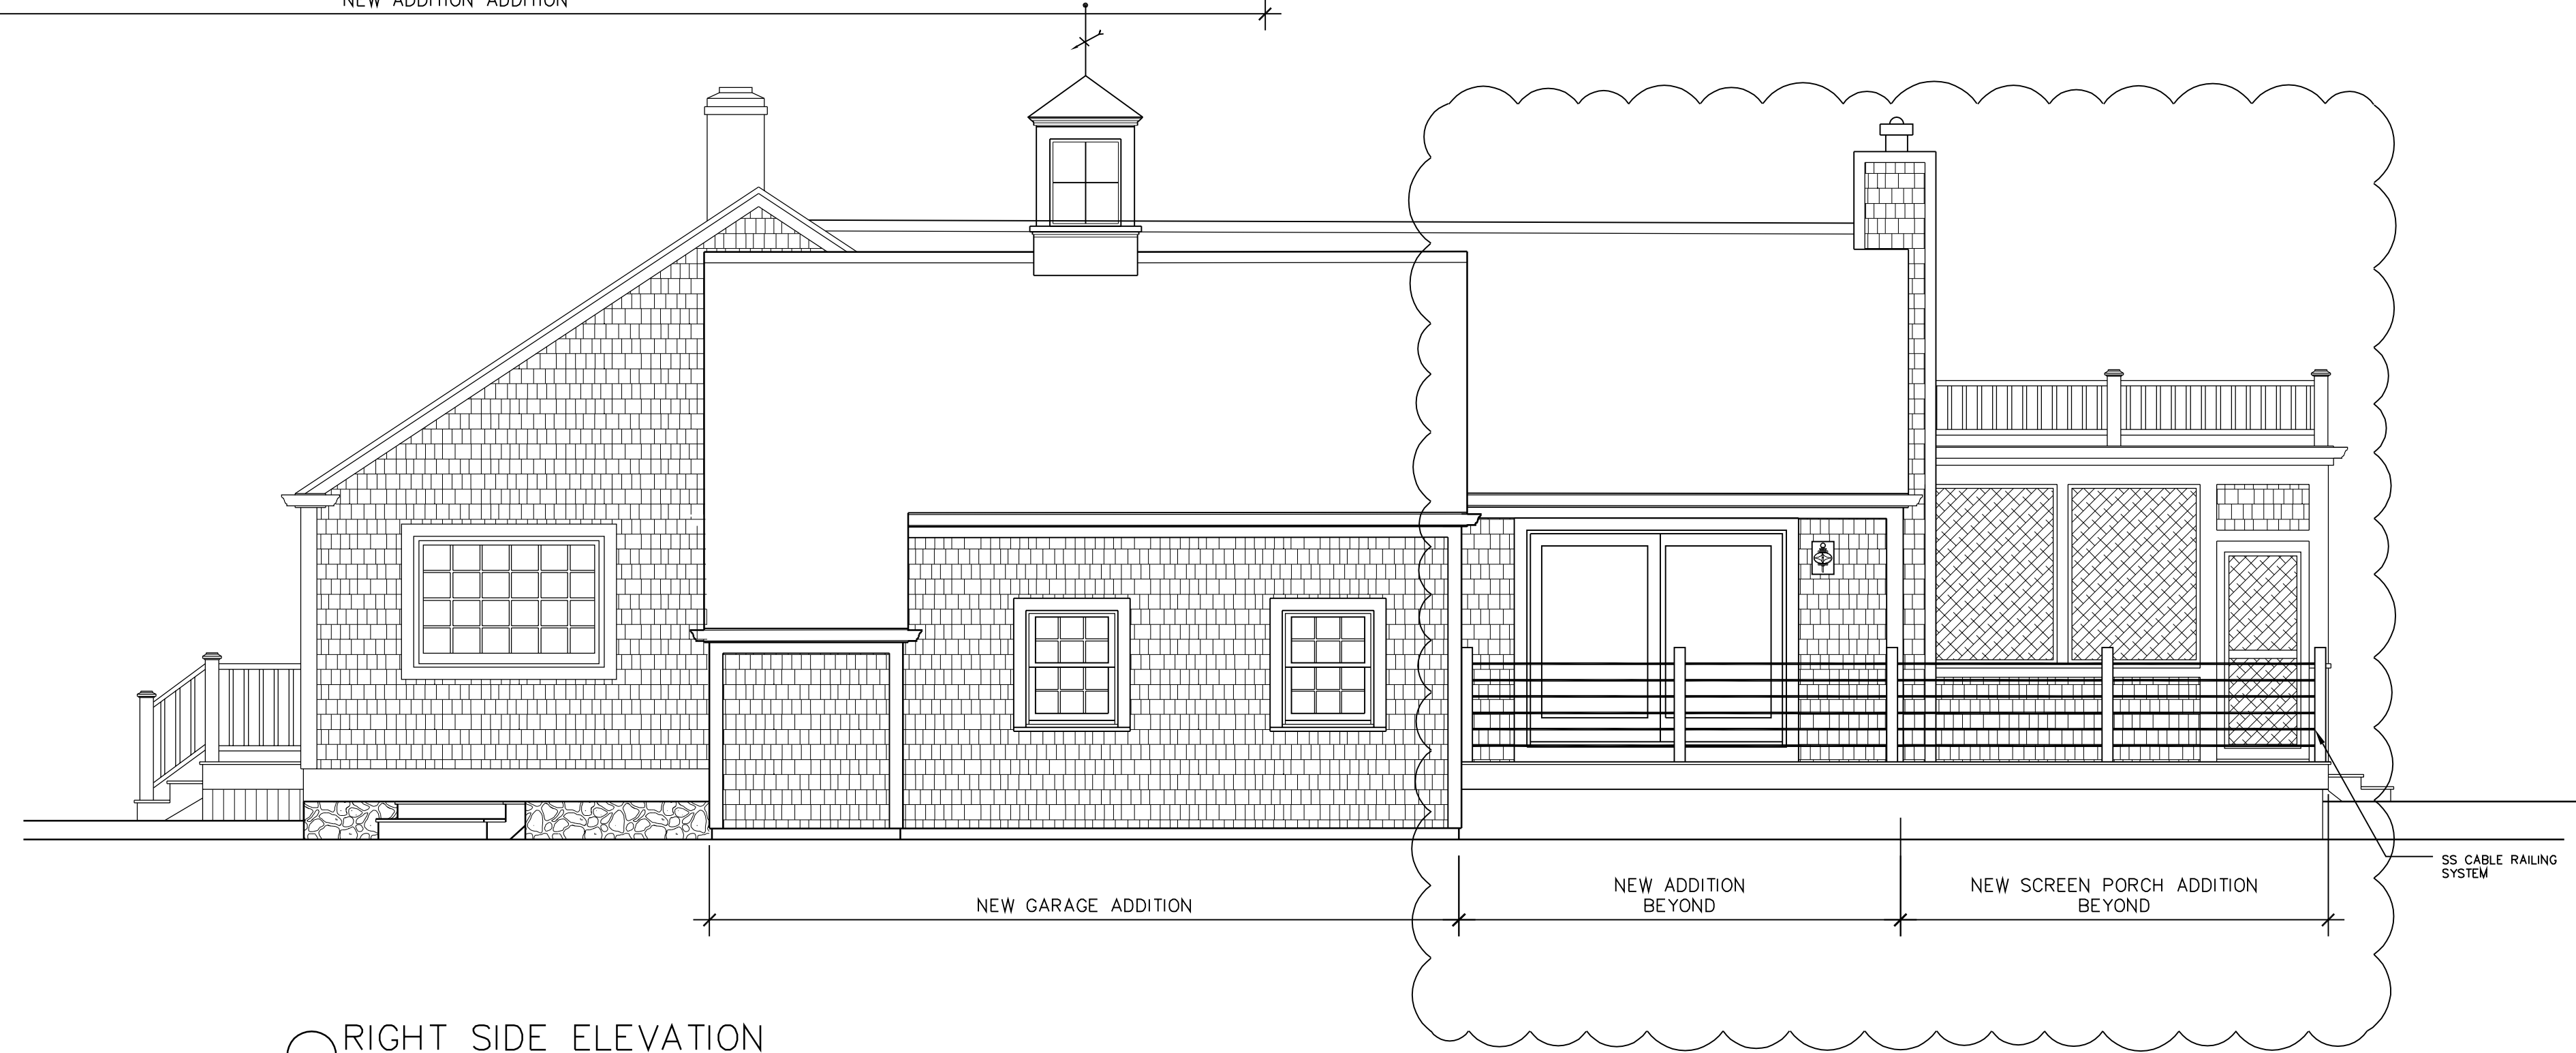 NEW ADDITION ADDITION
SS CABLE RAILING
SYSTEM
NEW GARAGE ADDITION
NEW ADDITION
BEYOND
NEW SCREEN PORCH ADDITION
BEYOND
RIGHT SIDE ELEVATION